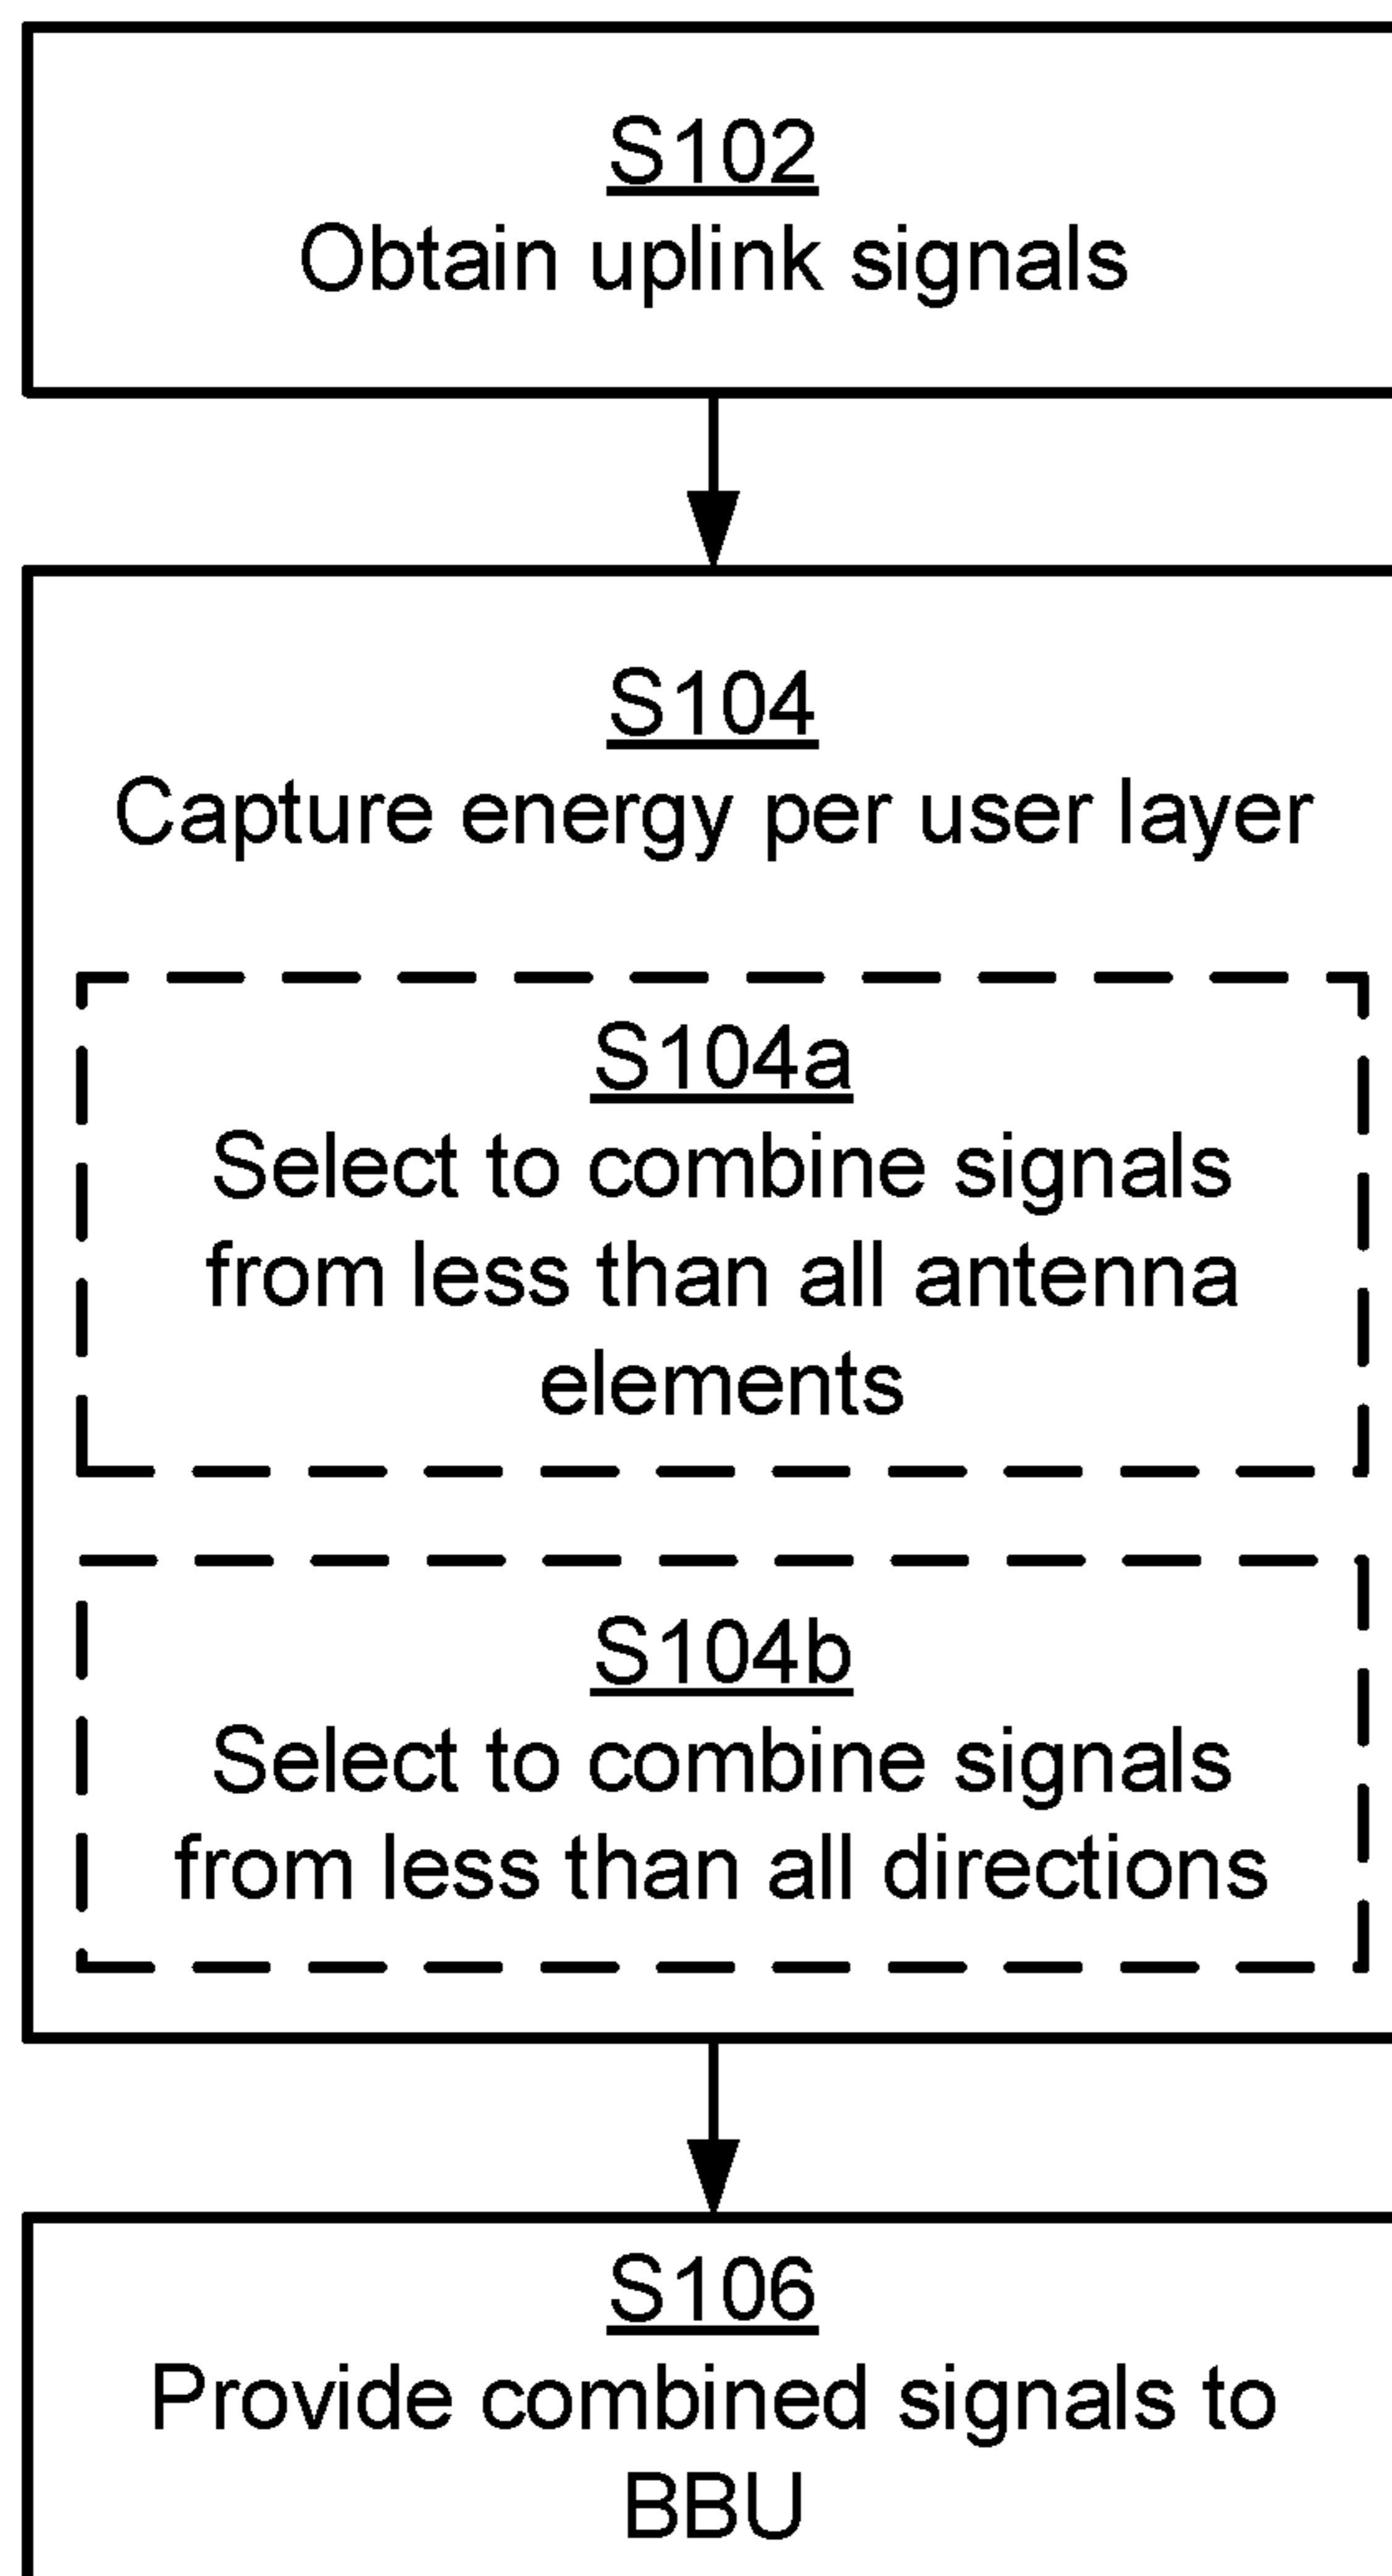 S102
Obtain uplink signals
S104
Capture energy per user layer
S104a
Select to combine signals
from less than all antenna
elements
S104b
Select to combine signals
from less than all directions
S106
Provide combined signals to
BBU